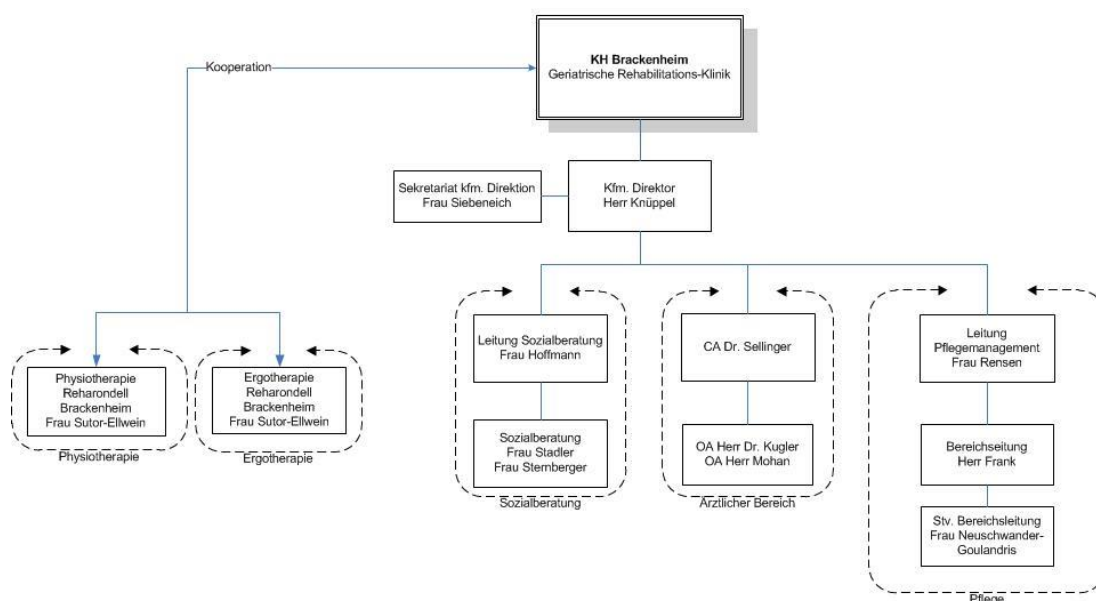 KH Brackenheim
Geriatrische Rehabilitations-Klinik
Kooperation
Sekretariat kfm. Direktion
Frau Siebeneich
Kfm. Direktor
Herr Knüppel
Physiotherapie
Reharondell
Brackenheim
Frau Sutor-Ellwein
Physiotherapie
Ergotherapie
Reharondell
Brackenheim
Frau Sutor-Ellwein
Ergotherapie
Leitung Sozialberatung
Frau Hoffmann
Sozialberatung
Frau Stadler
Frau Sternberger
Sozialberatung
CA Dr. Sellinger
OA Herr Dr. Kugler
OA Herr Mohan
Ärztlicher Bereich
Leitung
Pflegemanagement
Frau Rensen
Bereichseitung
Herr Frank
Stv. Bereichsleitung
Frau Neuschwander-
Goulandris
Pflege